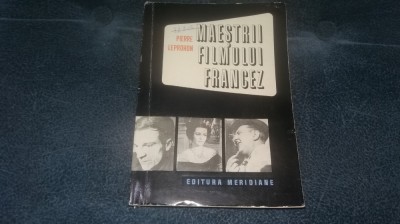 PIERRE
LEPROHON
MAEȘTRII
FILMULUI
FRANCEZ
EDITURA MERIDIANE